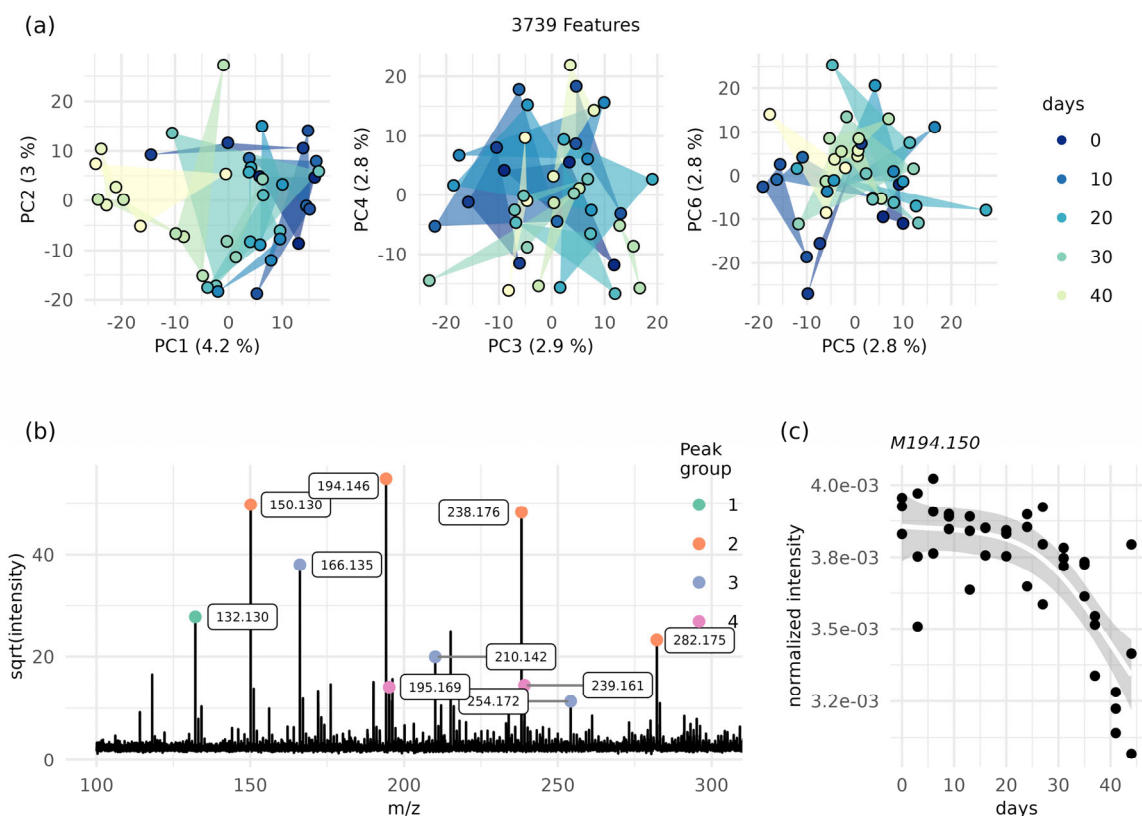 (a)
3739 Features
PC2 (3 %)
20
10
0
-10
-20
-20 -10 0 10
PC1 (4.2 %)
PC4 (2.8 %)
20
10
0
-10
-20 -10 0 10 20
PC3 (2.9 %)
PC6 (2.8 %)
20
10
0
-10
-20
-20 -10 0 10 20
PC5 (2.8 %)
days
0
10
20
30
40
(b)
sqrt(intensity)
40
20
0
100 150 200 250 300
m/z
194.146
150.130
238.176
166.135
132.130
282.175
210.142
195.169
239.161
254.172
Peak
group
1
2
3
4
(c)
M194.150
normalized intensity
4.0e-03
3.8e-03
3.5e-03
3.2e-03
0 10 20 30 40
days